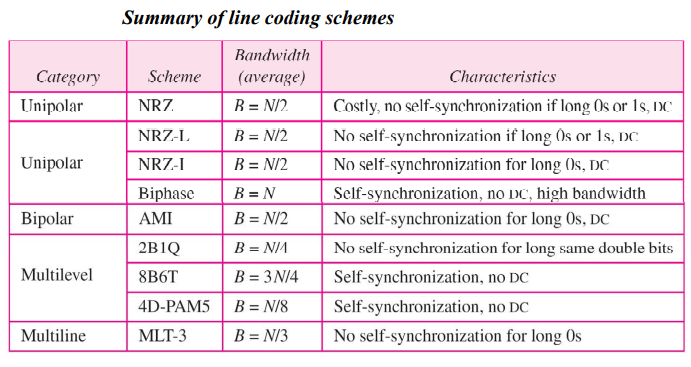 Summary of line coding schemes
Category Scheme Bandwidth (average) Characteristics
Unipolar NRZ B = N/2 Costly, no self-synchronization if long 0s or 1s, DC
Unipolar NRZ-L B = N/2 No self-synchronization if long 0s or 1s, DC
NRZ-I B = N/2 No self-synchronization for long 0s, DC
Biphase B = N Self-synchronization, no DC, high bandwidth
Bipolar AMI B = N/2 No self-synchronization for long 0s, DC
Multilevel 2B1Q B = N/4 No self-synchronization for long same double bits
8B6T B = 3N/4 Self-synchronization, no DC
4D-PAM5 B = N/8 Self-synchronization, no DC
Multiline MLT-3 B = N/3 No self-synchronization for long 0s